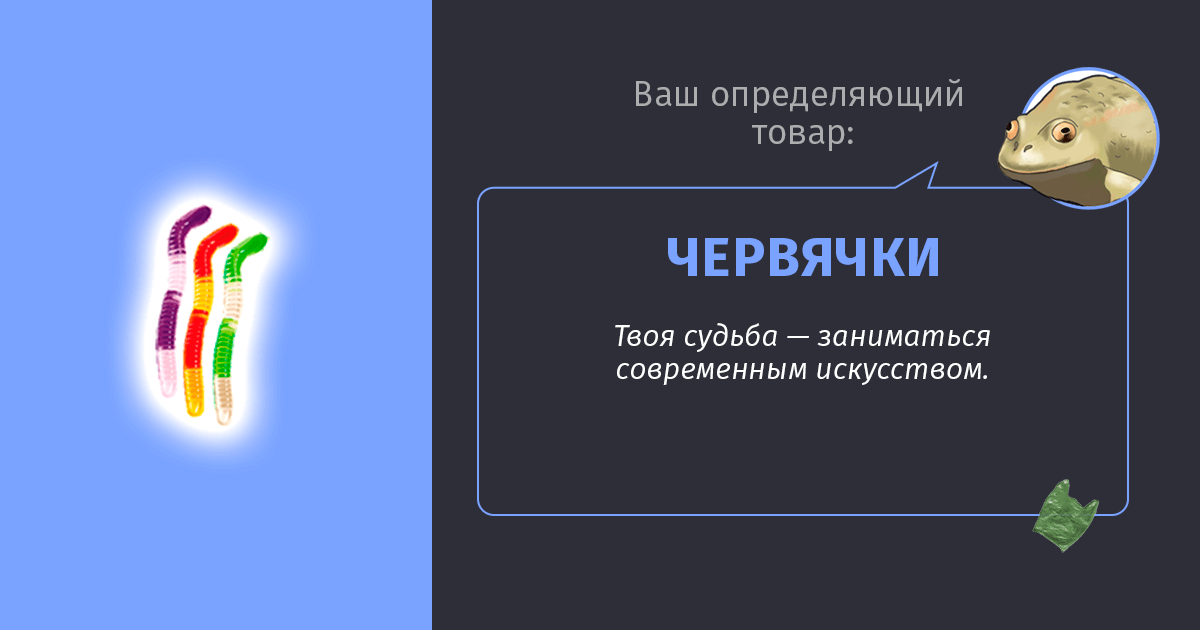 Ваш определяющий
товар:
ЧЕРВЯЧКИ
Твоя судьба — заниматься
современным искусством.